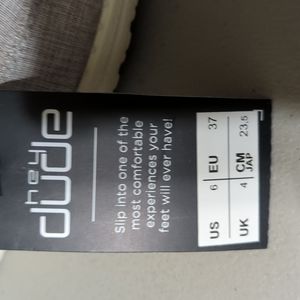 hey
dude
Slip into one of the
most comfortable
experiences your
feet will ever have!
US 6 EU 37
UK 4 CM JAP 23.5